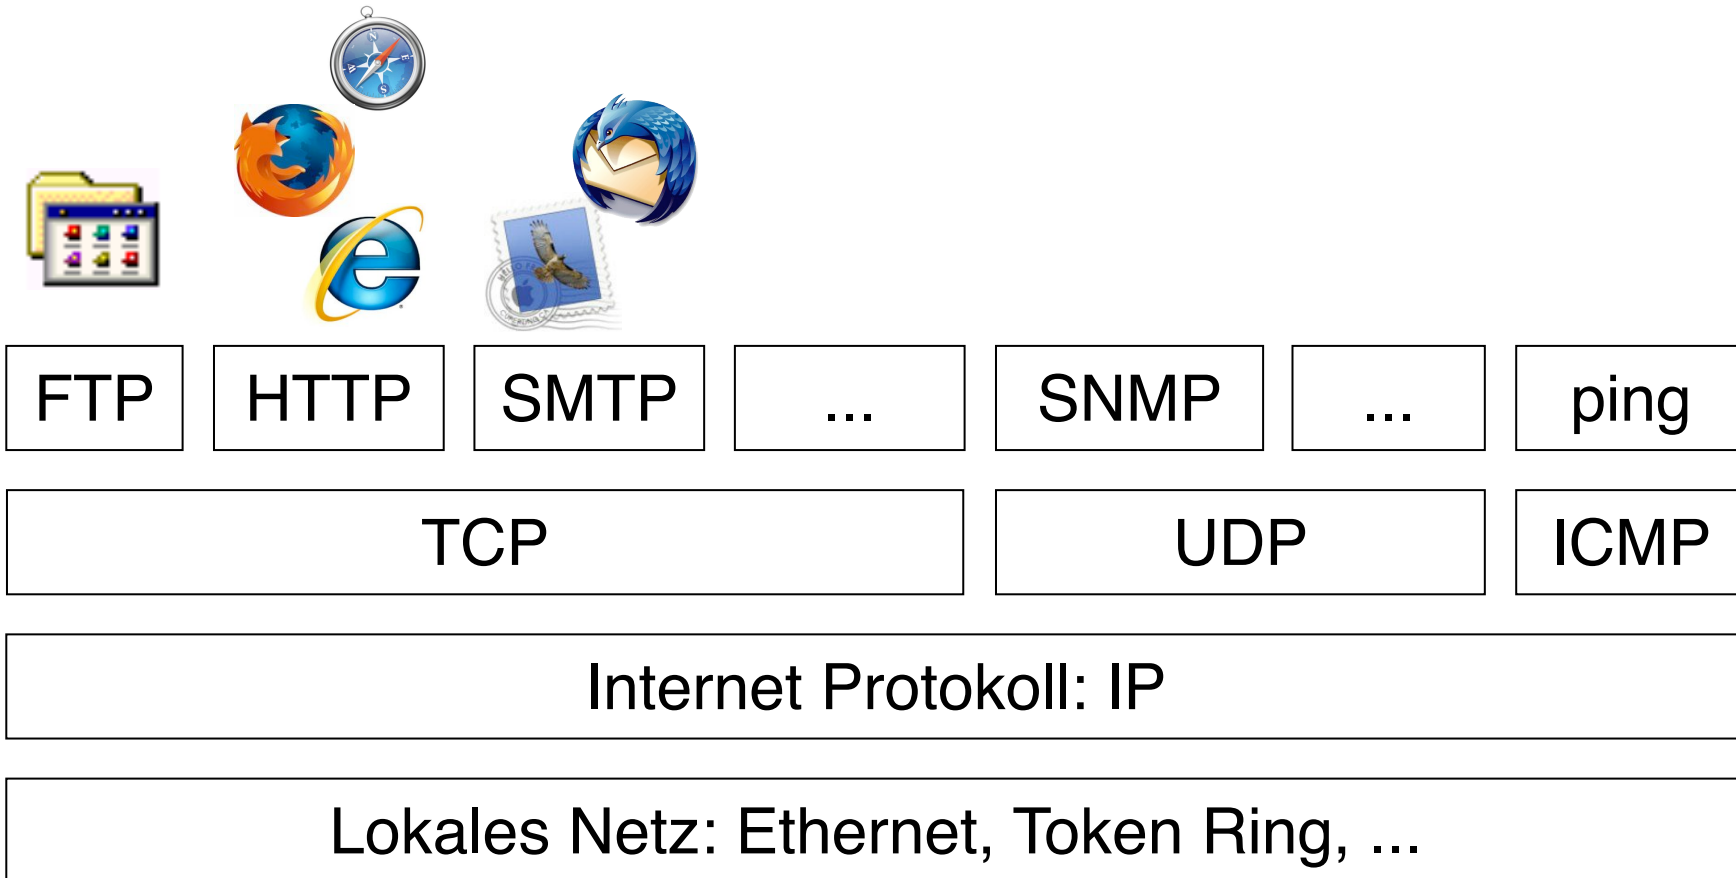 FTP HTTP SMTP ... SNMP ... ping
TCP UDP ICMP
Internet Protokoll: IP
Lokales Netz: Ethernet, Token Ring, ...